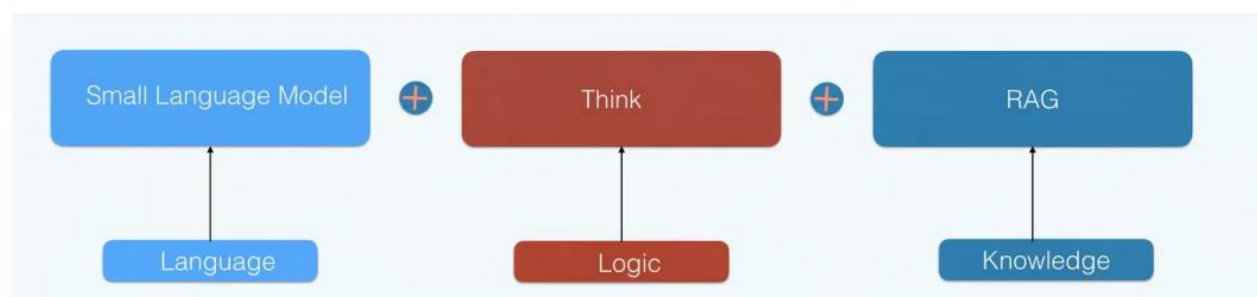 Small Language Model
Think
RAG
Language
Logic
Knowledge